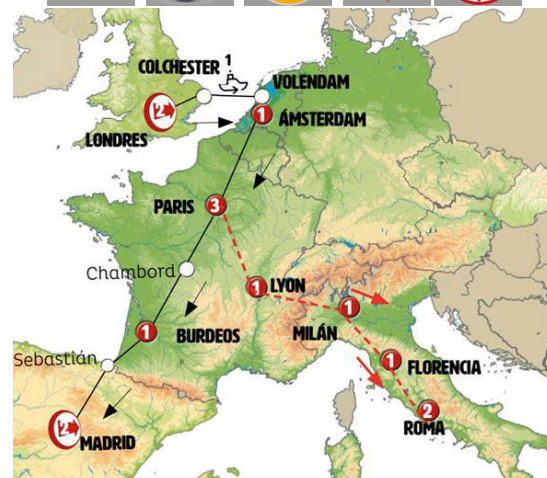 COLCHESTER 1
VOLENDAM
2
1
ÁMSTERDAM
LONDRES
PARIS 3
Chambord
1 LYON
1
1
BURDEOS
MILÁN
Sebastián
1
FLORENCIA
2
2
ROMA
MADRID